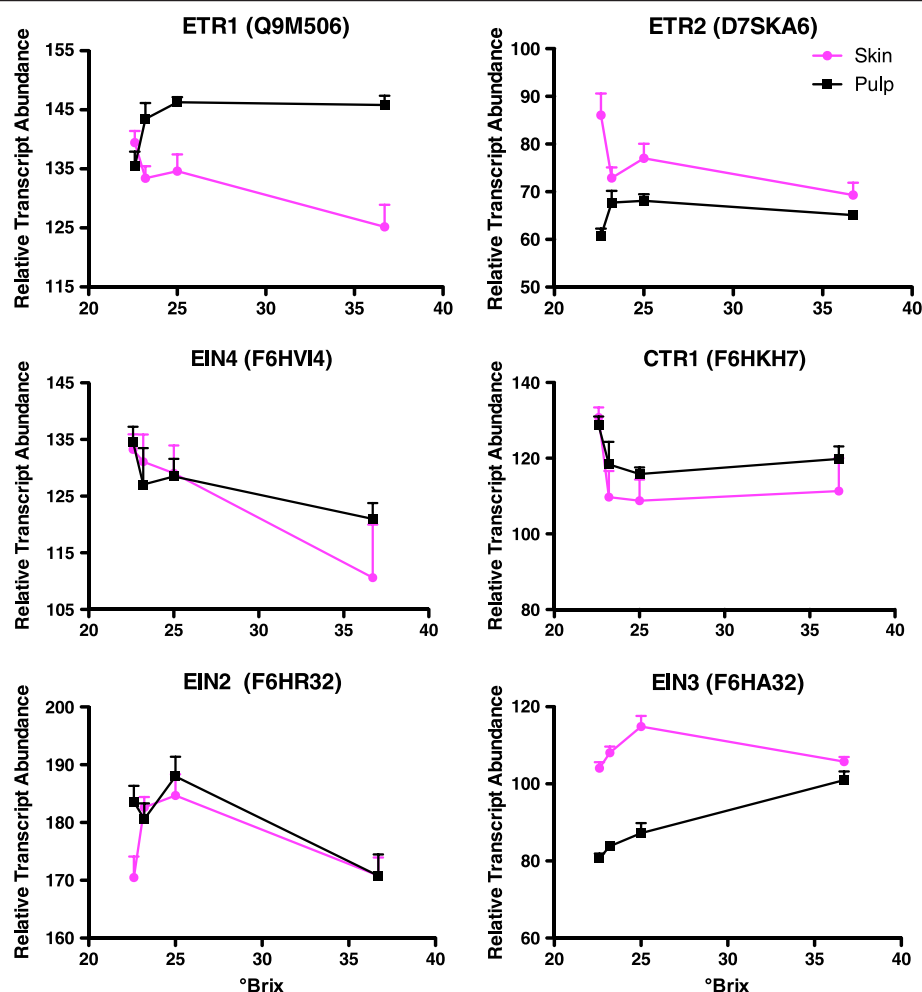 ETR1 (Q9M506)
Relative Transcript Abundance
155
145
135
125
115
20 25 30 35 40
ETR2 (D7SKA6)
Skin
Pulp
Relative Transcript Abundance
100
90
80
70
60
50
20 25 30 35 40
EIN4 (F6HVI4)
Relative Transcript Abundance
145
135
125
115
105
20 25 30 35 40
CTR1 (F6HKH7)
Relative Transcript Abundance
140
120
100
80
20 25 30 35 40
EIN2 (F6HR32)
Relative Transcript Abundance
200
190
180
170
160
20 25 30 35 40
°Brix
EIN3 (F6HA32)
Relative Transcript Abundance
120
100
80
60
20 25 30 35 40
°Brix